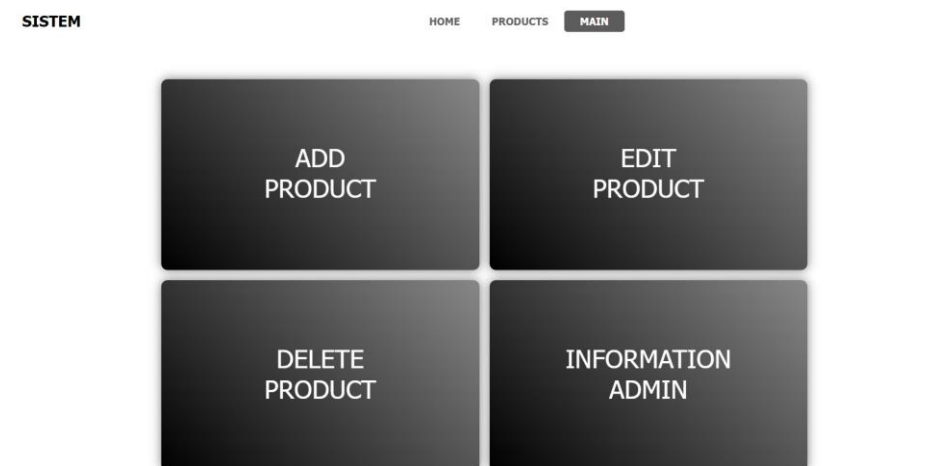 SISTEM
HOME PRODUCTS MAIN
ADD
PRODUCT
EDIT
PRODUCT
DELETE
PRODUCT
INFORMATION
ADMIN